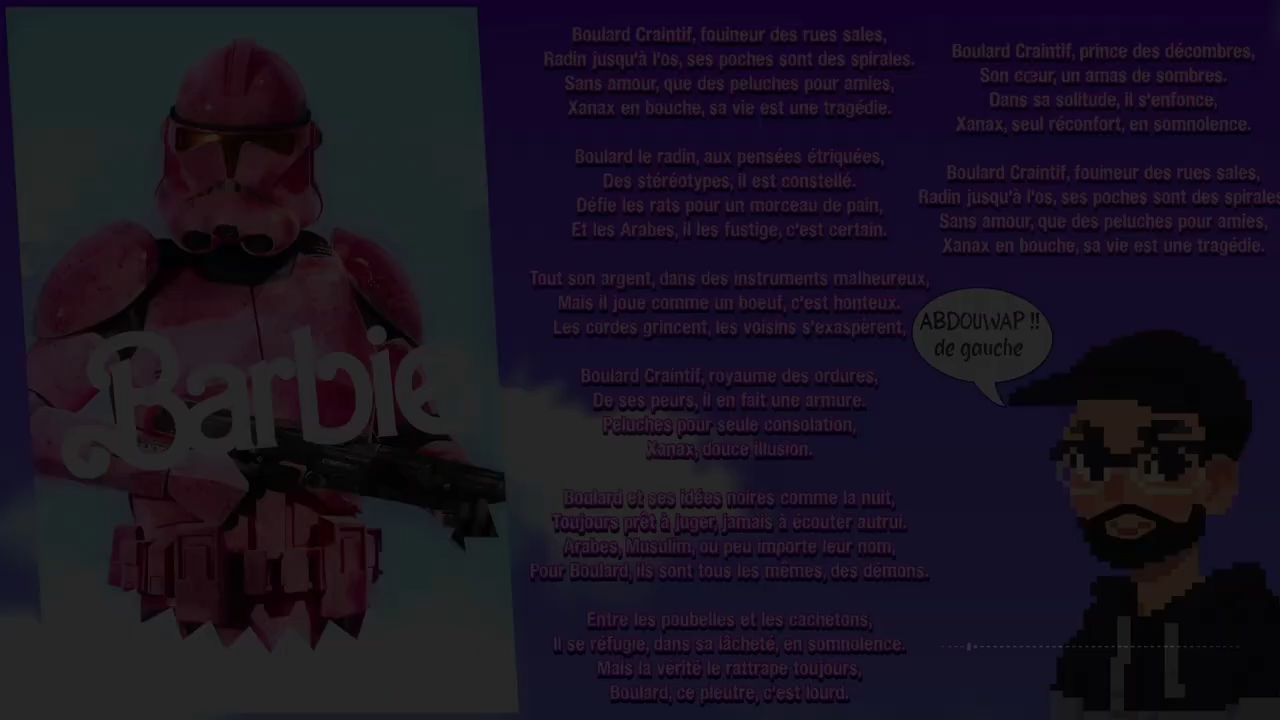 Barbie
Boulard Craintif, fouineur des rues sales,
Radin jusqu'à l'os, ses poches sont des spirales.
Sans amour, que des peluches pour amies,
Xanax en bouche, sa vie est une tragédie.
Boulard le radin, aux pensées étriquées,
Des stéréotypes, il est constellé.
Défie les rats pour un morceau de pain,
Et les Arabes, il les fustige, c'est certain.
Tout son argent, dans des instruments malheureux,
Mais il joue comme un boeuf, c'est honteux.
Les cordes grincent, les voisins s'exaspèrent,
Boulard Craintif, royaume des ordures,
De ses peurs, il en fait une armure.
Peluches pour seule consolation,
Xanax, douce illusion.
Boulard et ses idées noires comme la nuit,
Toujours prêt à juger, jamais à écouter autrui.
Arabes, Musulim, ou peu importe leur nom,
Pour Boulard, ils sont tous les mêmes, des démons.
Entre les poubelles et les cachetons,
Il se réfugie, dans sa lâcheté, en somnolence.
Mais la verité le rattrape toujours,
Boulard, ce pleutre, c'est lourd.
Boulard Craintif, prince des décombres,
Son cœur, un amas de sombres.
Dans sa solitude, il s'enfonce,
Xanax, seul réconfort, en somnolence.
Boulard Craintif, fouineur des rues sales,
Radin jusqu'à l'os, ses poches sont des spirales
Sans amour, que des peluches pour amies,
Xanax en bouche, sa vie est une tragédie.
ABDOUWAP !!
de gauche